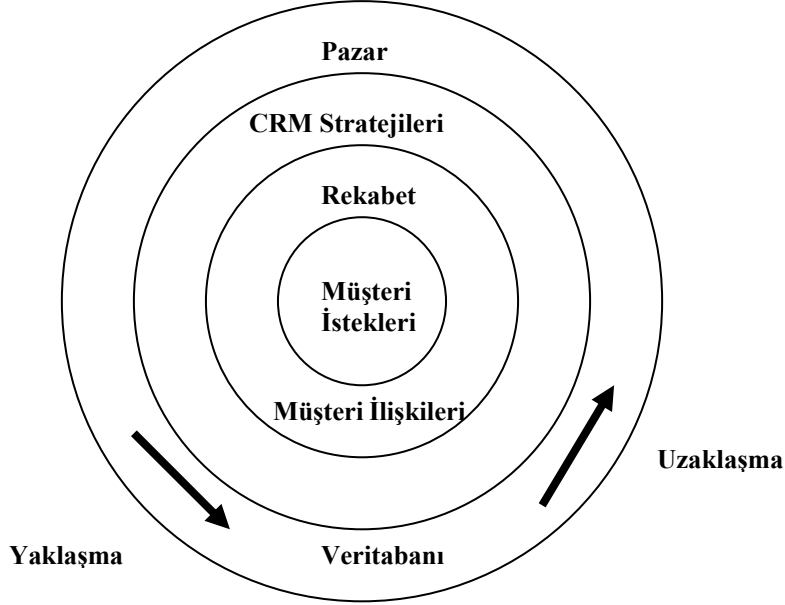 Pazar
CRM Stratejileri
Rekabet
Müşteri
İstekleri
Müşteri İlişkileri
Uzaklaşma
Yaklaşma
Veritabanı